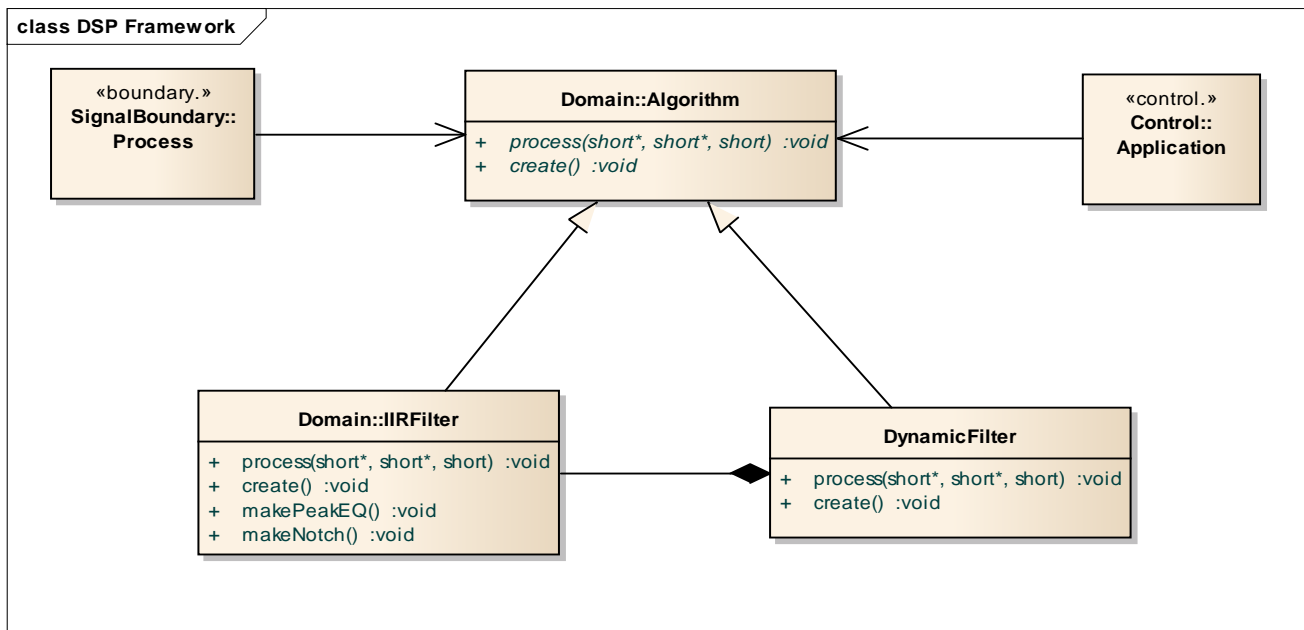 class DSP Framework
«boundary.»
SignalBoundary::
Process
Domain::Algorithm
+ process(short*, short*, short) :void
+ create() :void
«control.»
Control::
Application
Domain::IIRFilter
+ process(short*, short*, short) :void
+ create() :void
+ makePeakEQ() :void
+ makeNotch() :void
DynamicFilter
+ process(short*, short*, short) :void
+ create() :void